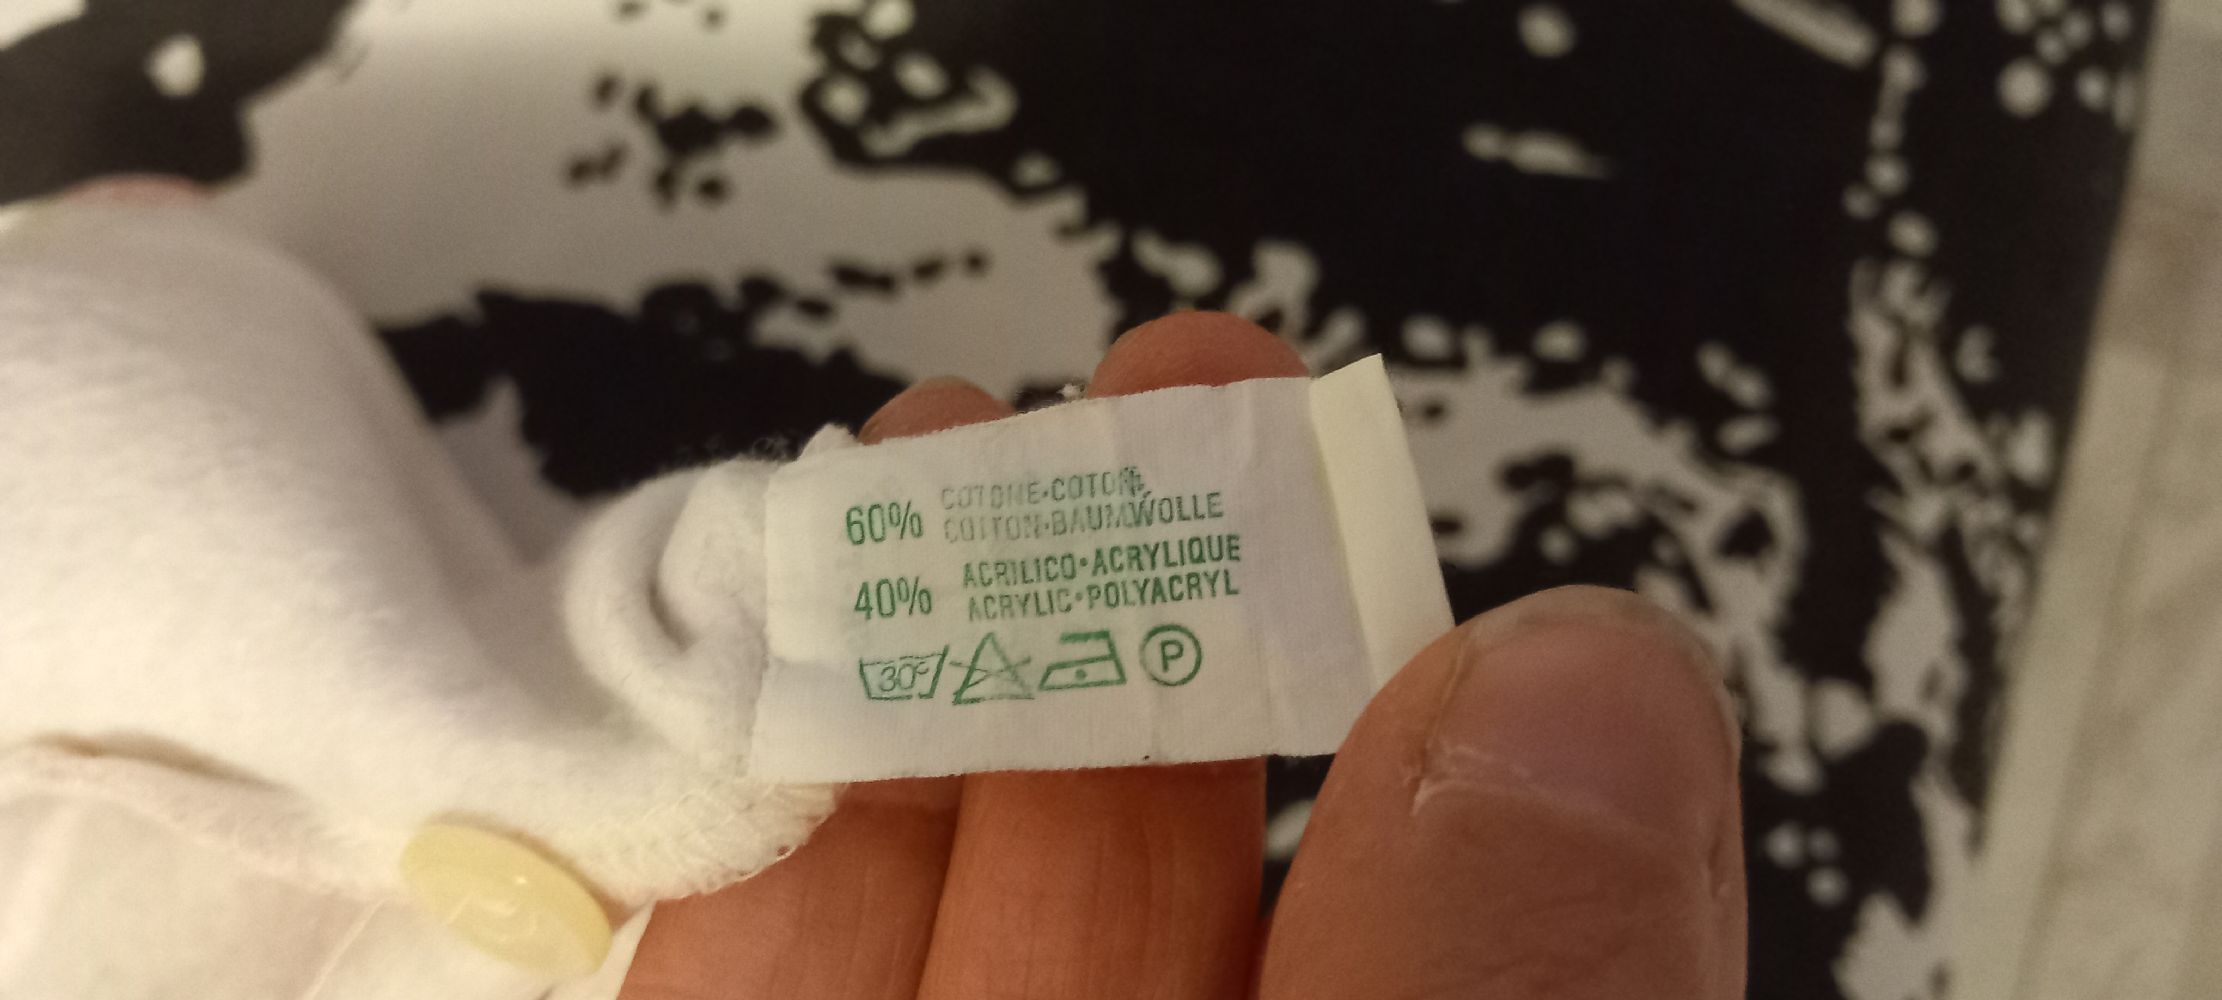 60% COTONE•COTON,
COTTON•BAUMWOLLE
40% ACRILICO•ACRYLIQUE
ACRYLIC•POLYACRYL
30° P